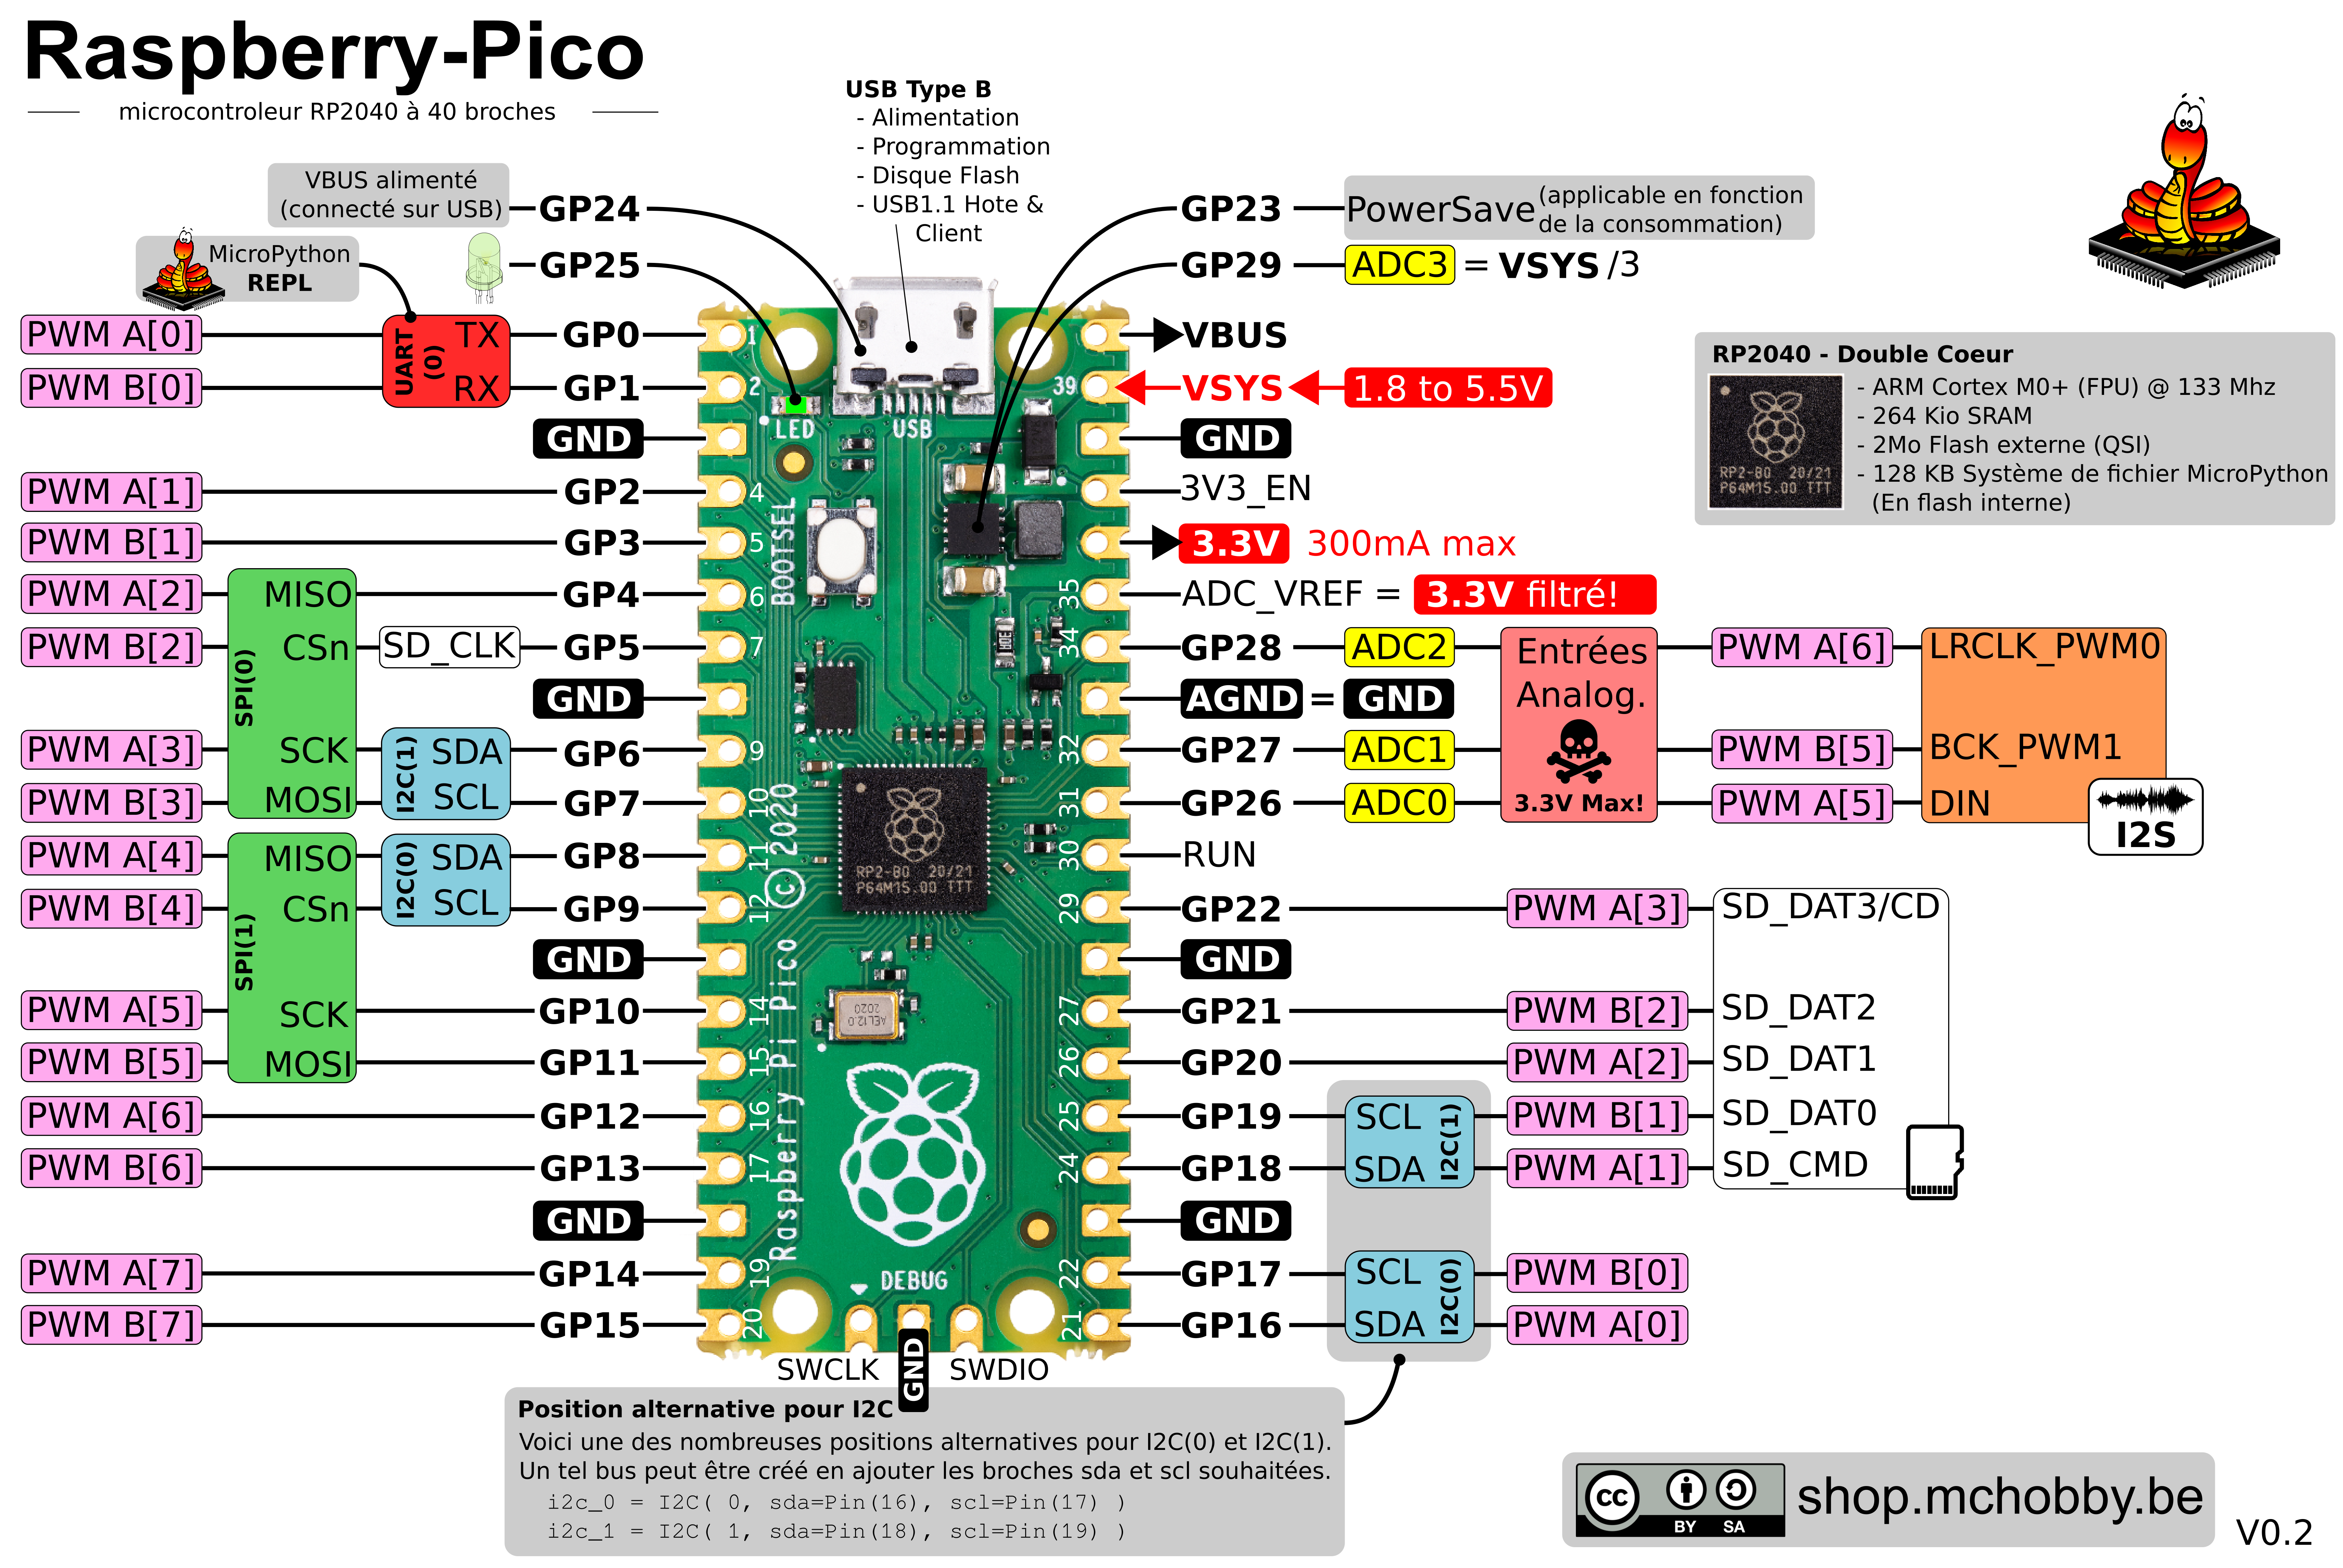 Raspberry-Pico
microcontroleur RP2040 à 40 broches
USB Type B
- Alimentation
- Programmation
- Disque Flash
- USB1.1 Hote &
Client
VBUS alimenté
(connecté sur USB)
GP24
GP25
MicroPython
REPL
GP23
PowerSave
(applicable en fonction
de la consommation)
GP29
ADC3 = VSYS /3
RP2040 - Double Coeur
- ARM Cortex M0+ (FPU) @ 133 Mhz
- 264 Kio SRAM
- 2Mo Flash externe (QSI)
- 128 KB Système de fichier MicroPython
(En flash interne)
RP2-B0 20/21
P64M15.00 TTT
PWM A[0] UART (0) TX GP0 1
PWM B[0] RX GP1 2
GND
PWM A[1] GP2 4
PWM B[1] GP3 5
PWM A[2] SPI(0) MISO GP4 6
PWM B[2] CSn SD_CLK GP5 7
GND
PWM A[3] SCK I2C(1) SDA GP6 9
PWM B[3] MOSI SCL GP7 10
PWM A[4] SPI(1) MISO I2C(0) SDA GP8 11
PWM B[4] CSn SCL GP9 12
GND
PWM A[5] SCK GP10 14
PWM B[5] MOSI GP11 15
PWM A[6] GP12 16
PWM B[6] GP13 17
GND
PWM A[7] GP14 19
PWM B[7] GP15 20
LED
USB
BOOTSEL
RP2-B0 20/21
P64M15.00 TTT
AEL12.0
2020
Raspberry Pi Pico © 2020
DEBUG
VBUS
39 VSYS 1.8 to 5.5V
GND
3V3_EN
3.3V 300mA max
35 ADC_VREF = 3.3V filtré!
34 GP28 ADC2 PWM A[6] LRCLK_PWM0
AGND = GND
32 GP27 ADC1 PWM B[5] BCK_PWM1
31 GP26 ADC0 PWM A[5] DIN
Entrées
Analog.
3.3V Max!
I2S
30 RUN
29 GP22 PWM A[3] SD_DAT3/CD
GND
27 GP21 PWM B[2] SD_DAT2
26 GP20 PWM A[2] SD_DAT1
25 GP19 SCL I2C(1) PWM B[1] SD_DAT0
24 GP18 SDA PWM A[1] SD_CMD
GND
22 GP17 SCL I2C(0) PWM B[0]
21 GP16 SDA PWM A[0]
SWCLK GND SWDIO
Position alternative pour I2C
Voici une des nombreuses positions alternatives pour I2C(0) et I2C(1).
Un tel bus peut être créé en ajouter les broches sda et scl souhaitées.
i2c_0 = I2C( 0, sda=Pin(16), scl=Pin(17) )
i2c_1 = I2C( 1, sda=Pin(18), scl=Pin(19) )
cc BY SA
shop.mchobby.be
V0.2